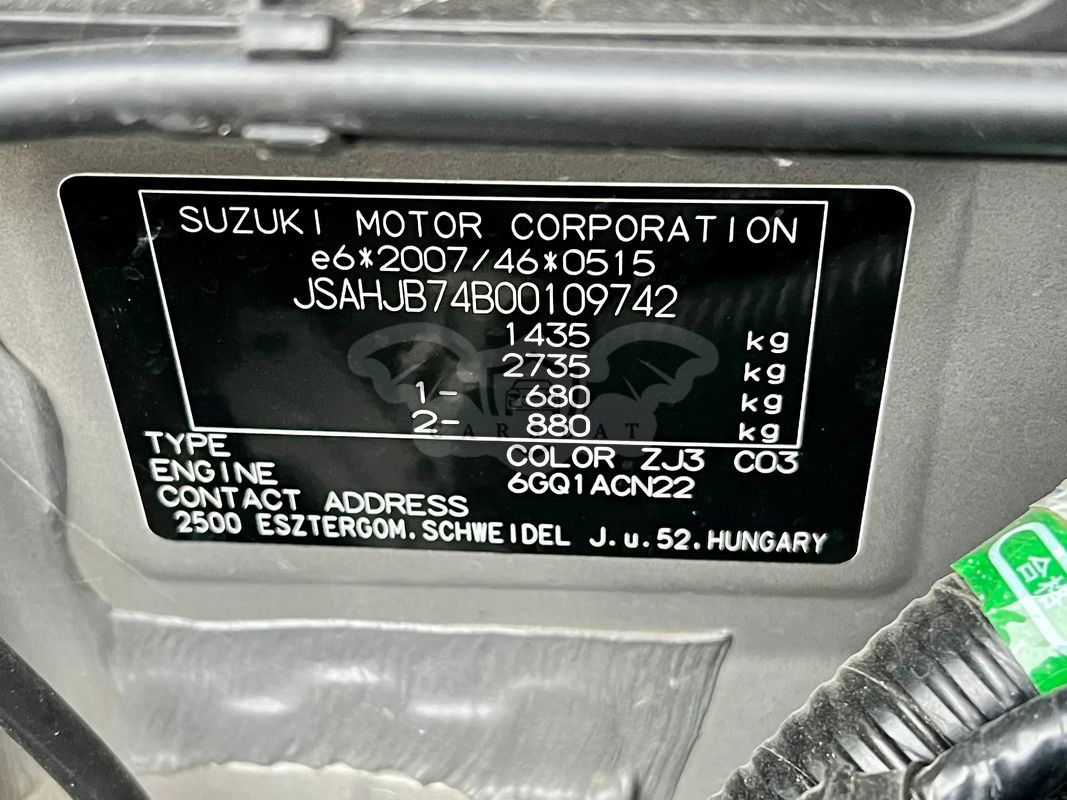 SUZUKI MOTOR CORPORATION
e6*2007/46*0515
JSAHJB74B00109742
1435 kg
2735 kg
1- 680 kg
2- 880 kg
TYPE COLOR ZJ3 C03
ENGINE 6GQ1ACN22
CONTACT ADDRESS
2500 ESZTERGOM.SCHWEIDEL J.u.52.HUNGARY